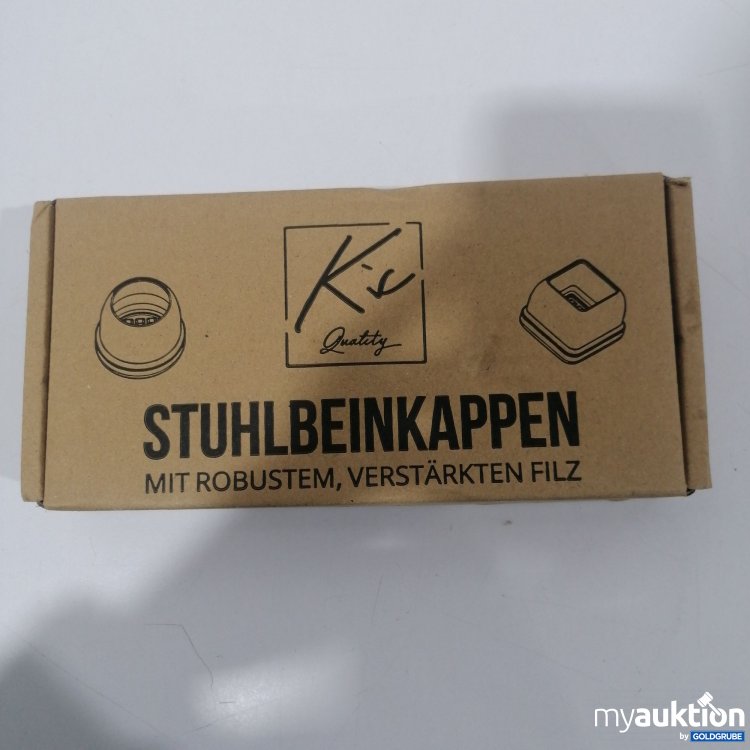 K's
Quality
STUHLBEINKAPPEN
MIT ROBUSTEM, VERSTÄRKTEN FILZ
myauktion
by GOLDGRUBE